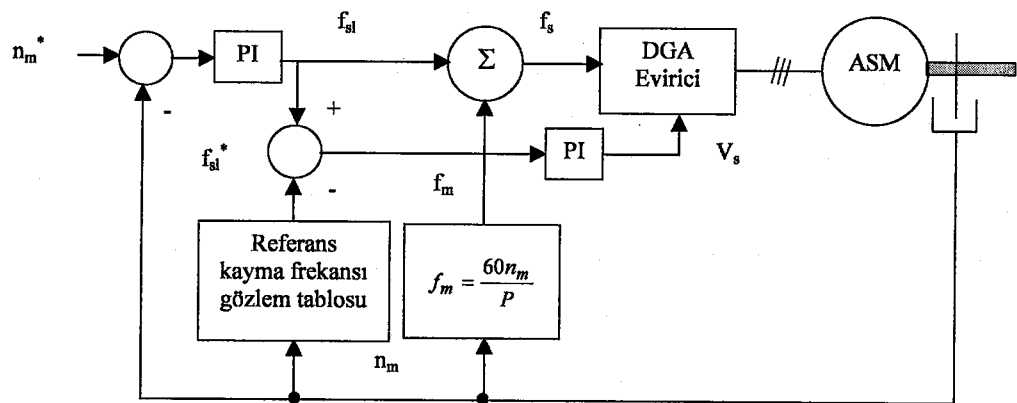 n_m*
PI
f_sl
Σ
f_s
DGA
Evirici
ASM
-
+
f_sl*
-
f_m
PI
V_s
Referans
kayma frekansı
gözlem tablosu
f_m = 60n_m / P
n_m